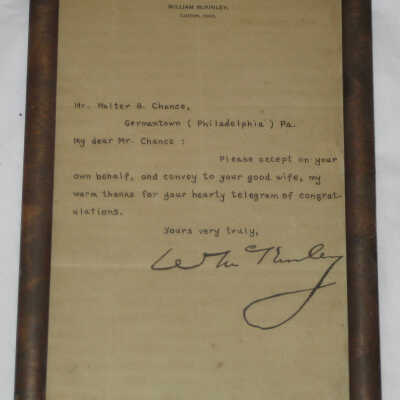 WILLIAM McKINLEY,
CANTON, OHIO.
Mr. Walter B. Chance,
Germantown ( Philadelphia ) Pa.
My dear Mr. Chance :
Please accept on your
own behalf, and convey to your good wife, my
warm thanks for your hearty telegram of congrat-
ulations.
Yours very truly,
Wm McKinley